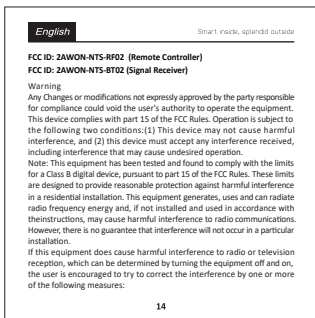 English
Smart inside, splendid outside
FCC ID: 2AWON-NTS-RF02 (Remote Controller)
FCC ID: 2AWON-NTS-BT02 (Signal Receiver)
Warning
Any Changes or modifications not expressly approved by the party responsible
for compliance could void the user's authority to operate the equipment.
This device complies with part 15 of the FCC Rules. Operation is subject to
the following two conditions:(1) This device may not cause harmful
interference, and (2) this device must accept any interference received,
including interference that may cause undesired operation.
Note: This equipment has been tested and found to comply with the limits
for a Class B digital device, pursuant to part 15 of the FCC Rules. These limits
are designed to provide reasonable protection against harmful interference
in a residential installation. This equipment generates, uses and can radiate
radio frequency energy and, if not installed and used in accordance with
theinstructions, may cause harmful interference to radio communications.
However, there is no guarantee that interference will not occur in a particular
installation.
If this equipment does cause harmful interference to radio or television
reception, which can be determined by turning the equipment off and on,
the user is encouraged to try to correct the interference by one or more
of the following measures:
14